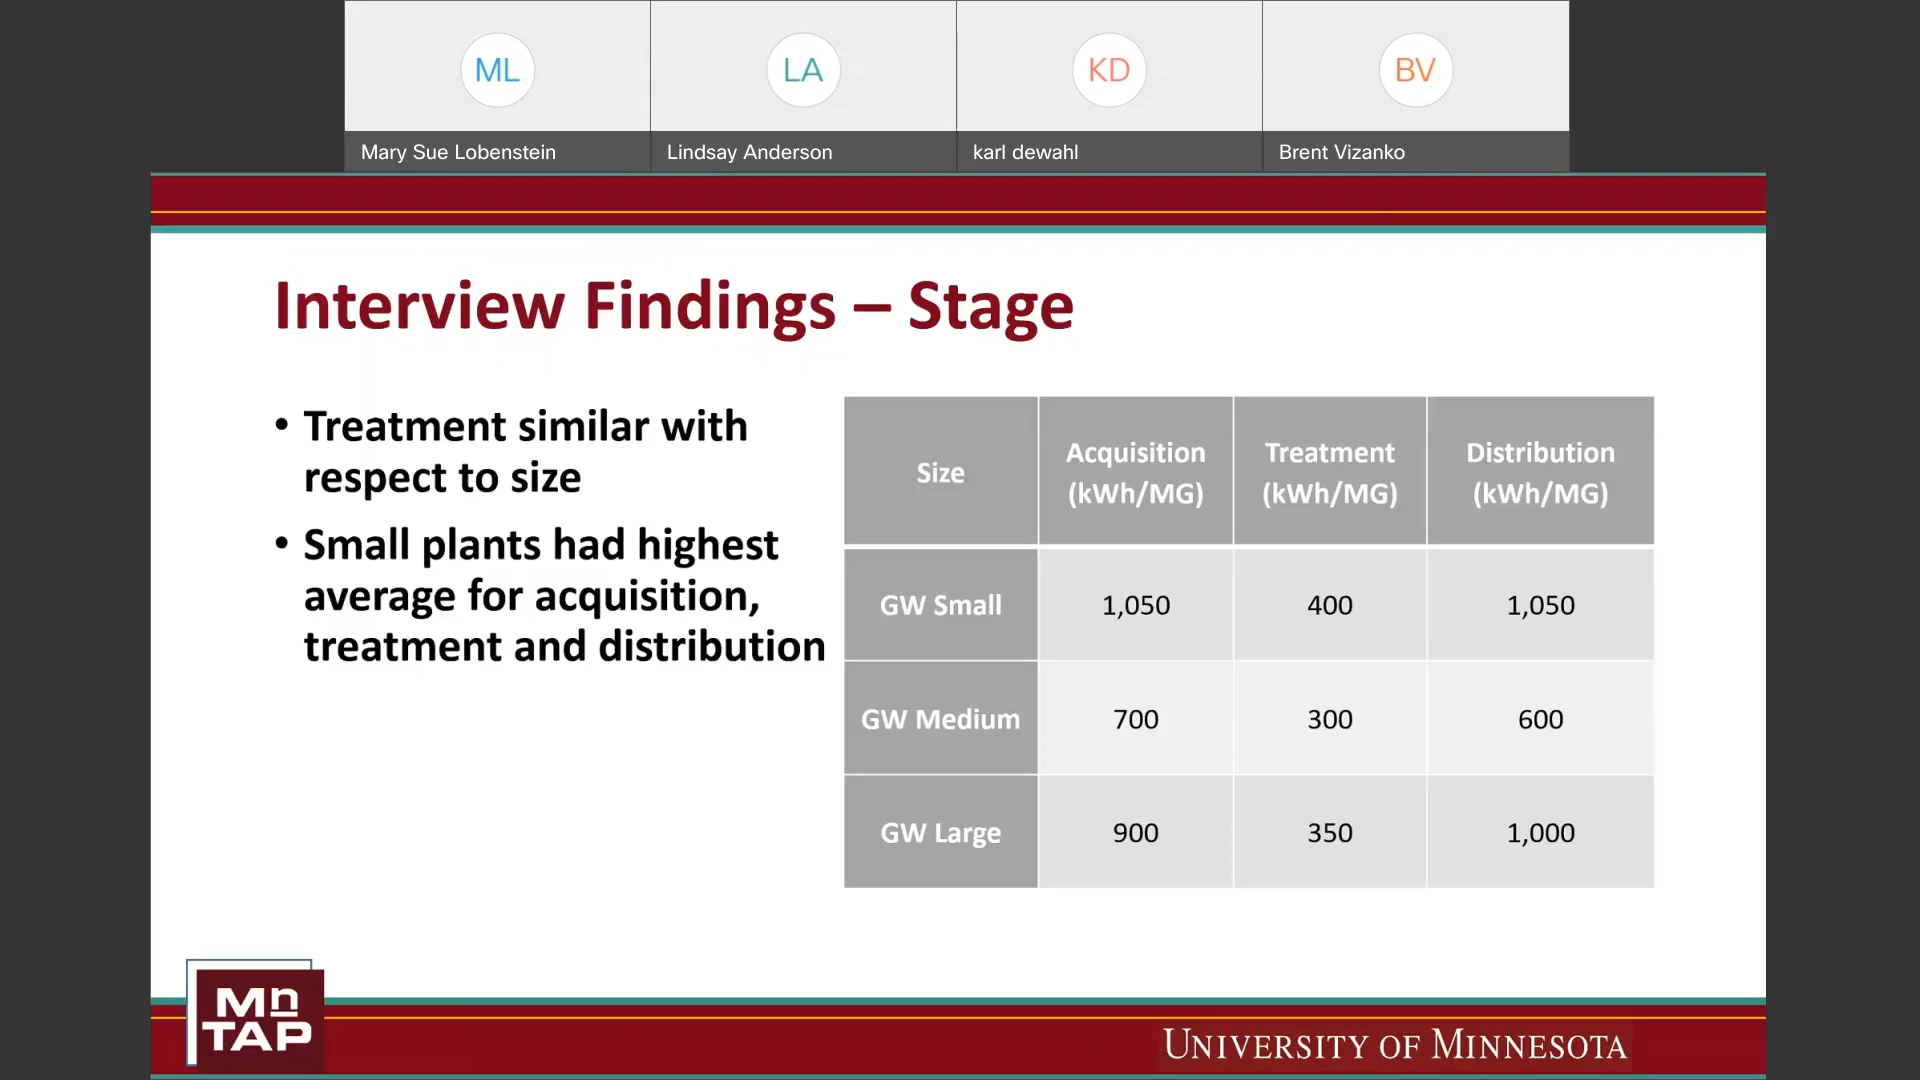 ML
LA
KD
BV
Mary Sue Lobenstein
Lindsay Anderson
karl dewahl
Brent Vizanko
Interview Findings – Stage
• Treatment similar with
respect to size
• Small plants had highest
average for acquisition,
treatment and distribution
Size
Acquisition
(kWh/MG)
Treatment
(kWh/MG)
Distribution
(kWh/MG)
GW Small
1,050
400
1,050
GW Medium
700
300
600
GW Large
900
350
1,000
Mn
TAP
UNIVERSITY OF MINNESOTA